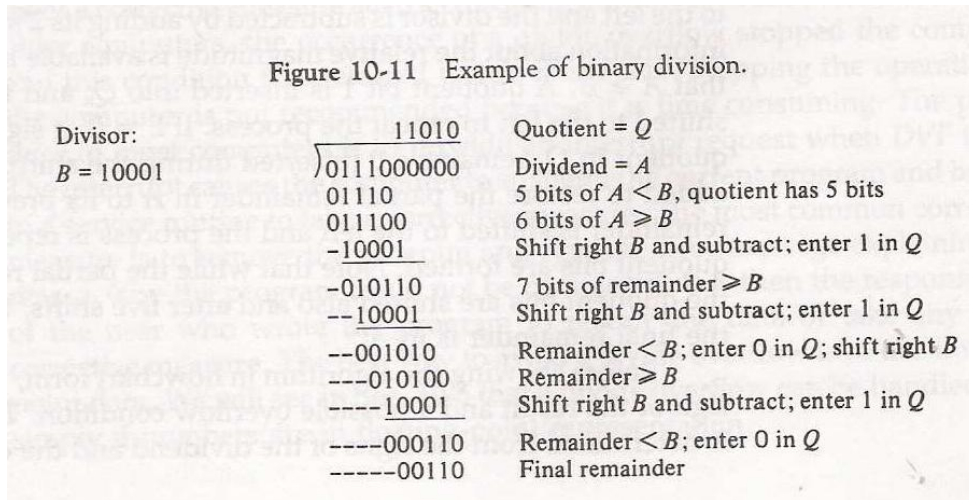 Figure 10-11 Example of binary division.
Divisor: 11010 Quotient = Q
B = 10001 )0111000000 Dividend = A
01110 5 bits of A < B, quotient has 5 bits
011100 6 bits of A ⩾ B
-10001 Shift right B and subtract; enter 1 in Q
-010110 7 bits of remainder ⩾ B
--10001 Shift right B and subtract; enter 1 in Q
--001010 Remainder < B; enter 0 in Q; shift right B
---010100 Remainder ⩾ B
----10001 Shift right B and subtract; enter 1 in Q
----000110 Remainder < B; enter 0 in Q
-----00110 Final remainder